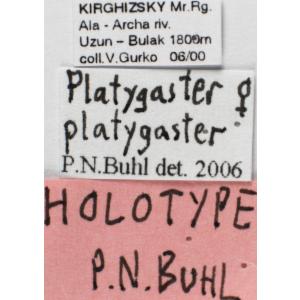 KIRGHIZSKY Mr.Rg.
Ala - Archa riv.
Uzun – Bulak 1800m
coll.V.Gurko 06/00
Platygaster ♀
platygaster
P.N.Buhl det. 2006
HOLOTYPE
P.N.BUHL